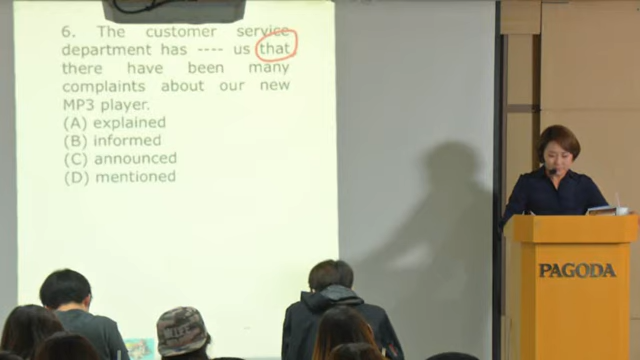 6. The customer service
department has ---- us that
there have been many
complaints about our new
MP3 player.
(A) explained
(B) informed
(C) announced
(D) mentioned
PAGODA